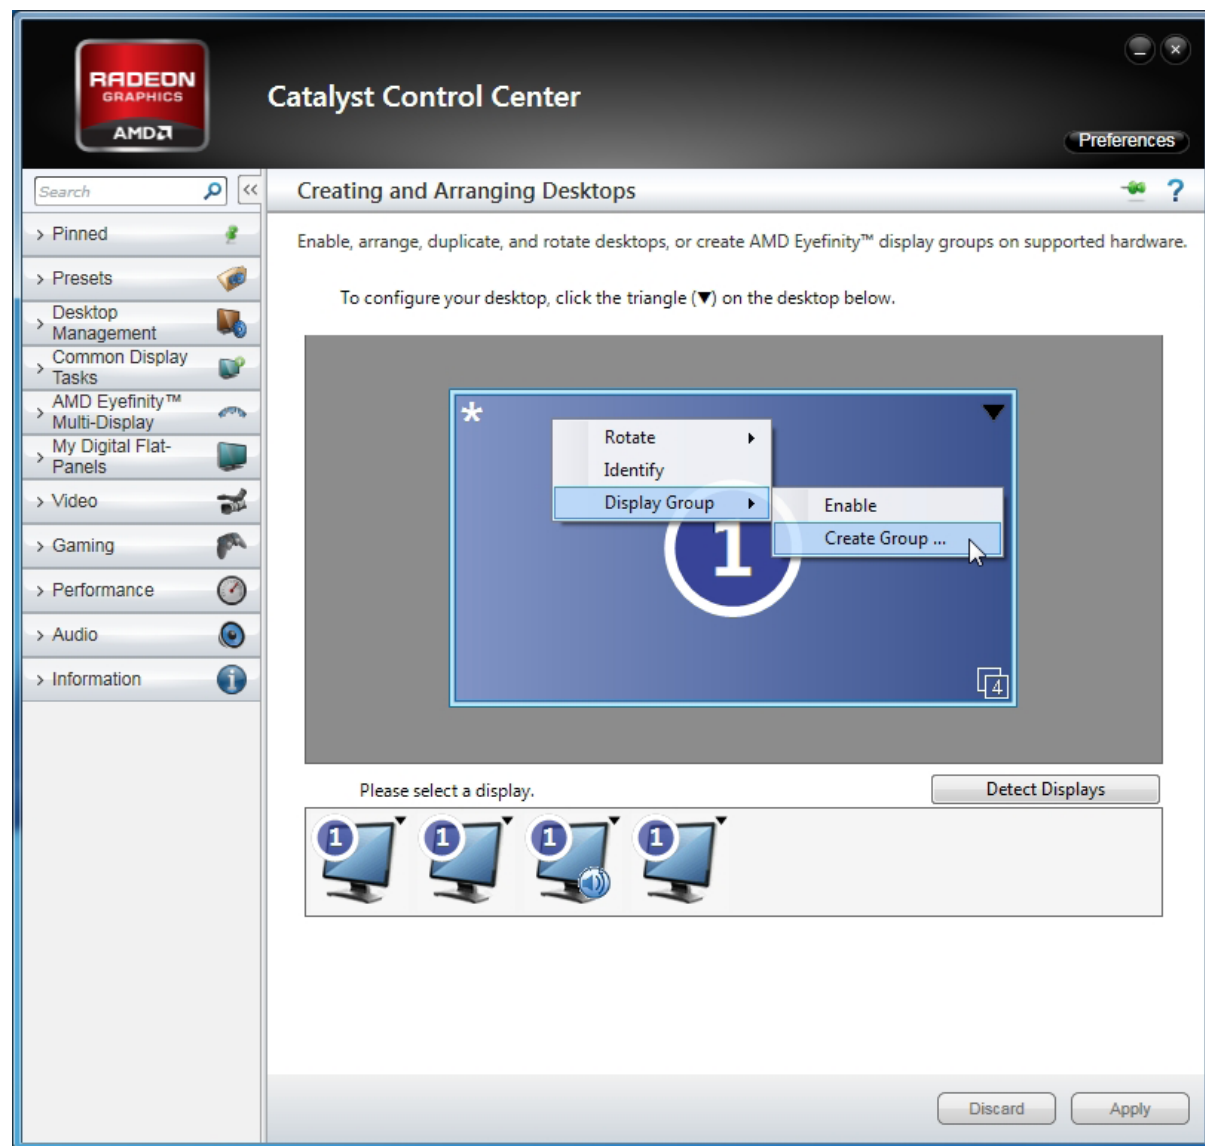 RADEON
GRAPHICS
AMD
Catalyst Control Center
Preferences
Search
<<
Creating and Arranging Desktops
?
> Pinned
Enable, arrange, duplicate, and rotate desktops, or create AMD Eyefinity™ display groups on supported hardware.
> Presets
To configure your desktop, click the triangle (▼) on the desktop below.
> Desktop
Management
> Common Display
Tasks
> AMD Eyefinity™
Multi-Display
> My Digital Flat-
Panels
> Video
> Gaming
> Performance
> Audio
> Information
*
Rotate
Identify
Display Group
Enable
Create Group ...
1
4
Please select a display.
Detect Displays
1 1 1 1
Discard Apply